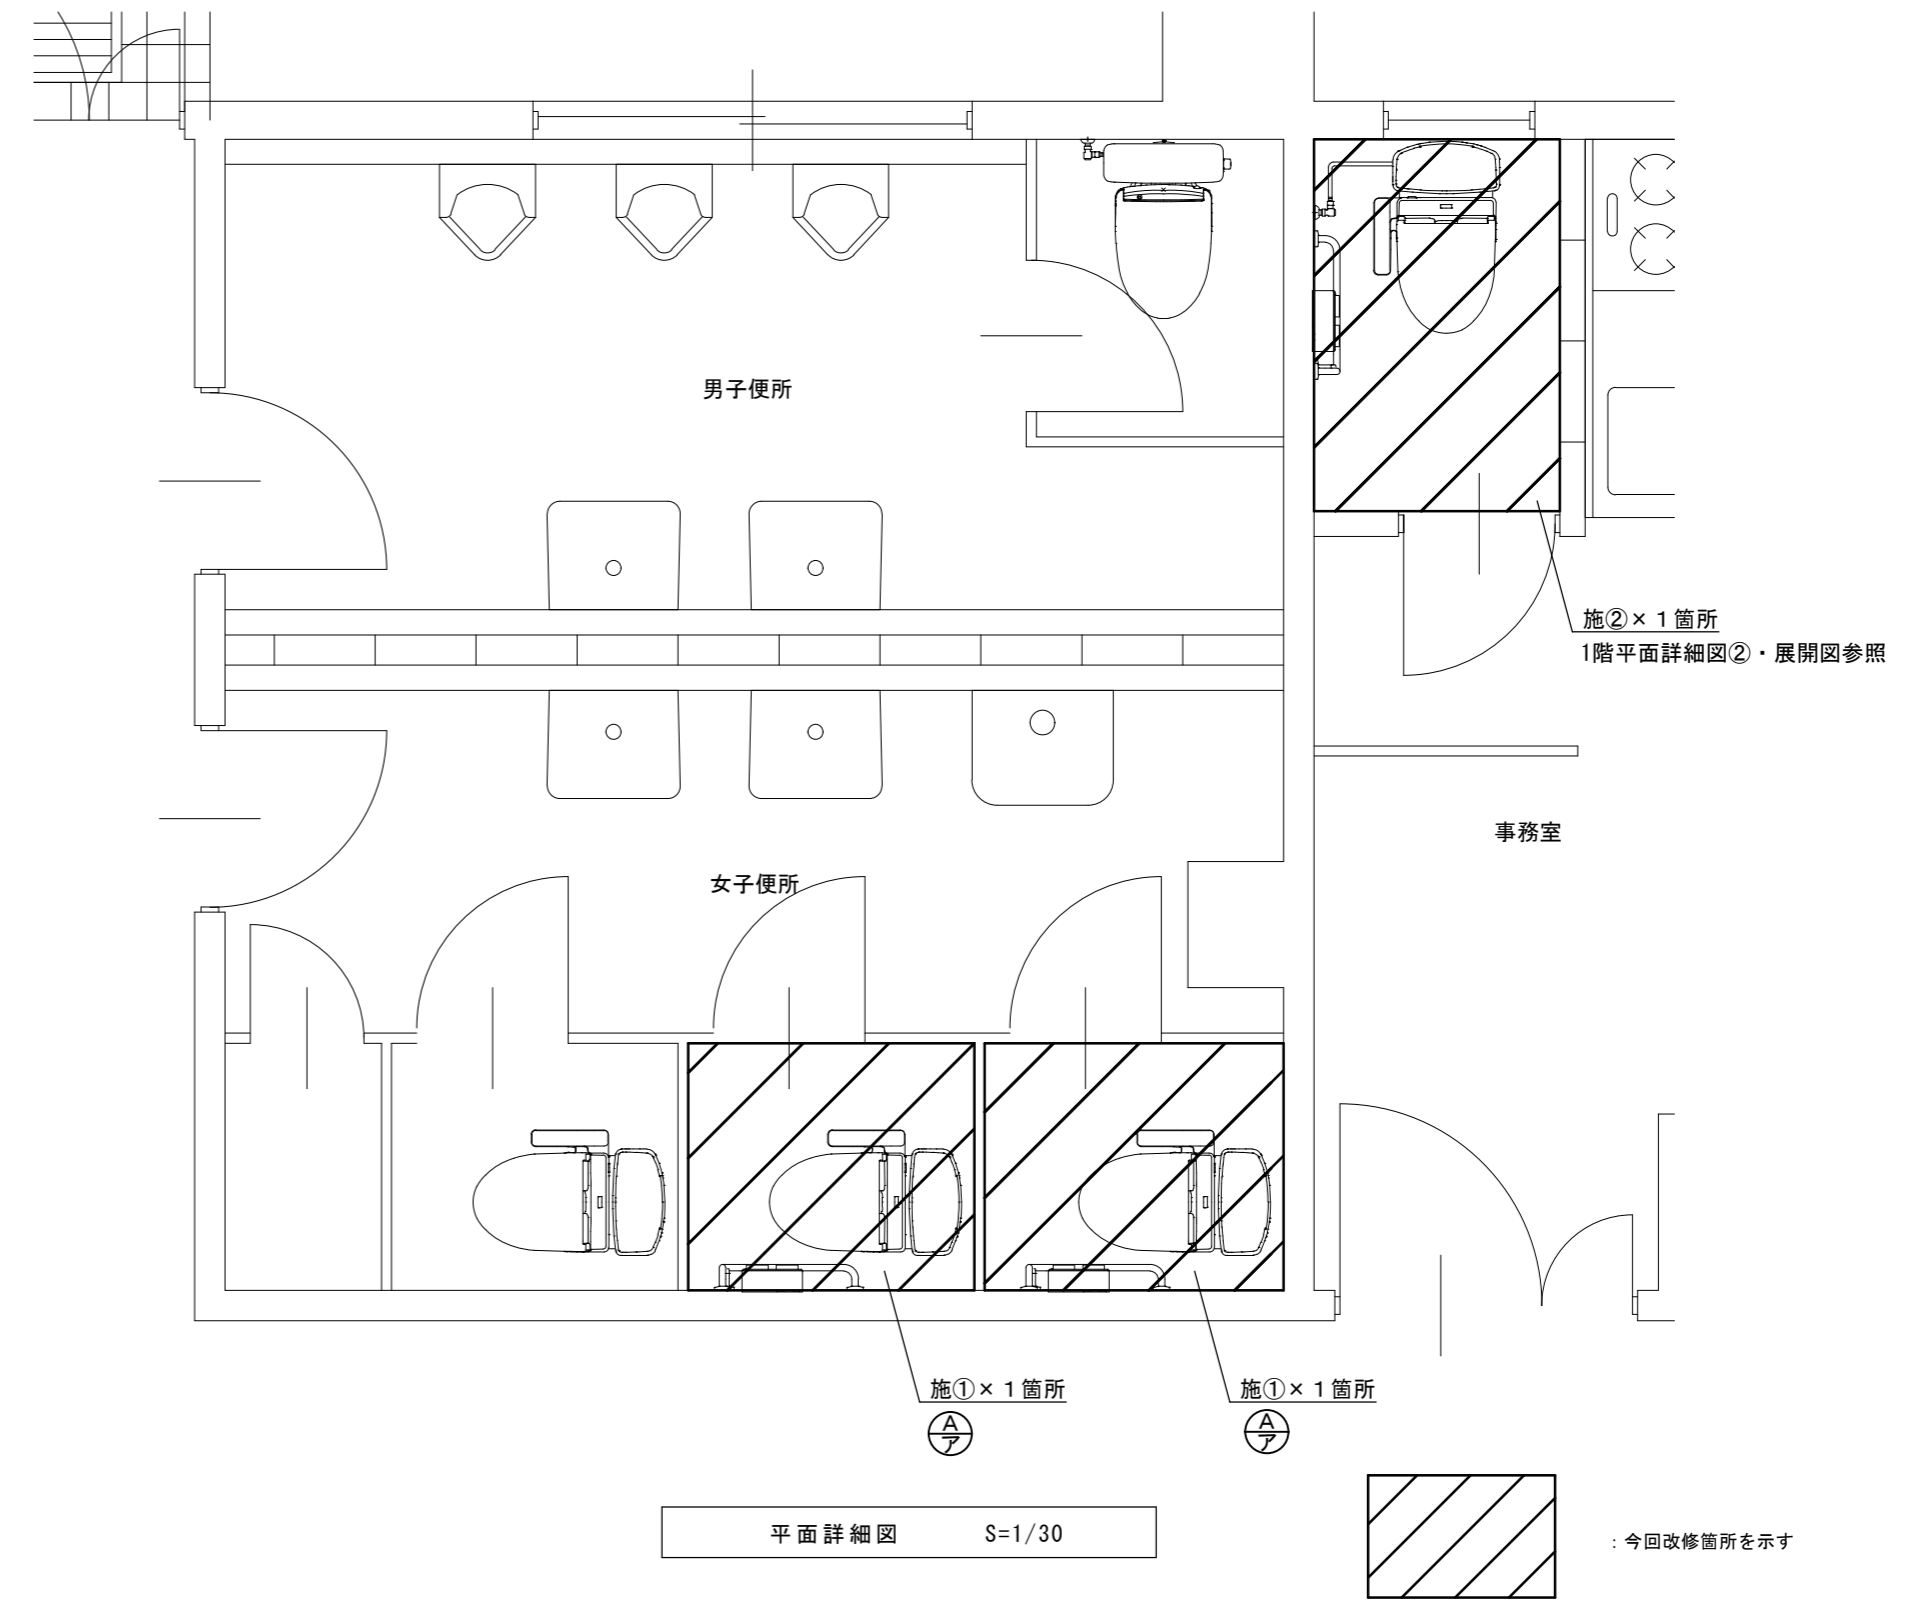 男子便所
施②×１箇所
1階平面詳細図②・展開図参照
事務室
女子便所
施①×１箇所
施①×１箇所
A
ア
A
ア
平面詳細図 S=1/30
：今回改修箇所を示す